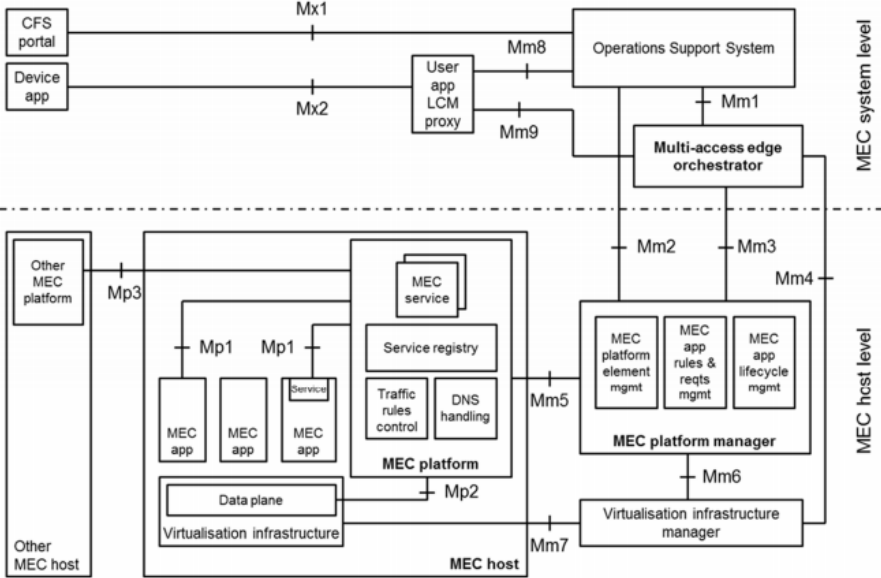 Mx1
CFS
portal
Operations Support System
Mm8
Device
app
User
app
LCM
proxy
Mx2
Mm9
Mm1
Multi-access edge
orchestrator
MEC system level
Other
MEC
platform
Mp3
MEC
service
Mm2
Mm3
Mm4
Mp1
Mp1
Service registry
MEC
platform
element
mgmt
MEC
app
rules &
reqts
mgmt
MEC
app
lifecycle
mgmt
MEC host level
Service
MEC
app
MEC
app
MEC app
Traffic
rules
control
DNS
handling
Mm5
MEC platform manager
MEC platform
Mp2
Mm6
Data plane
Virtualisation infrastructure
Virtualisation infrastructure
manager
Mm7
Other
MEC host
MEC host